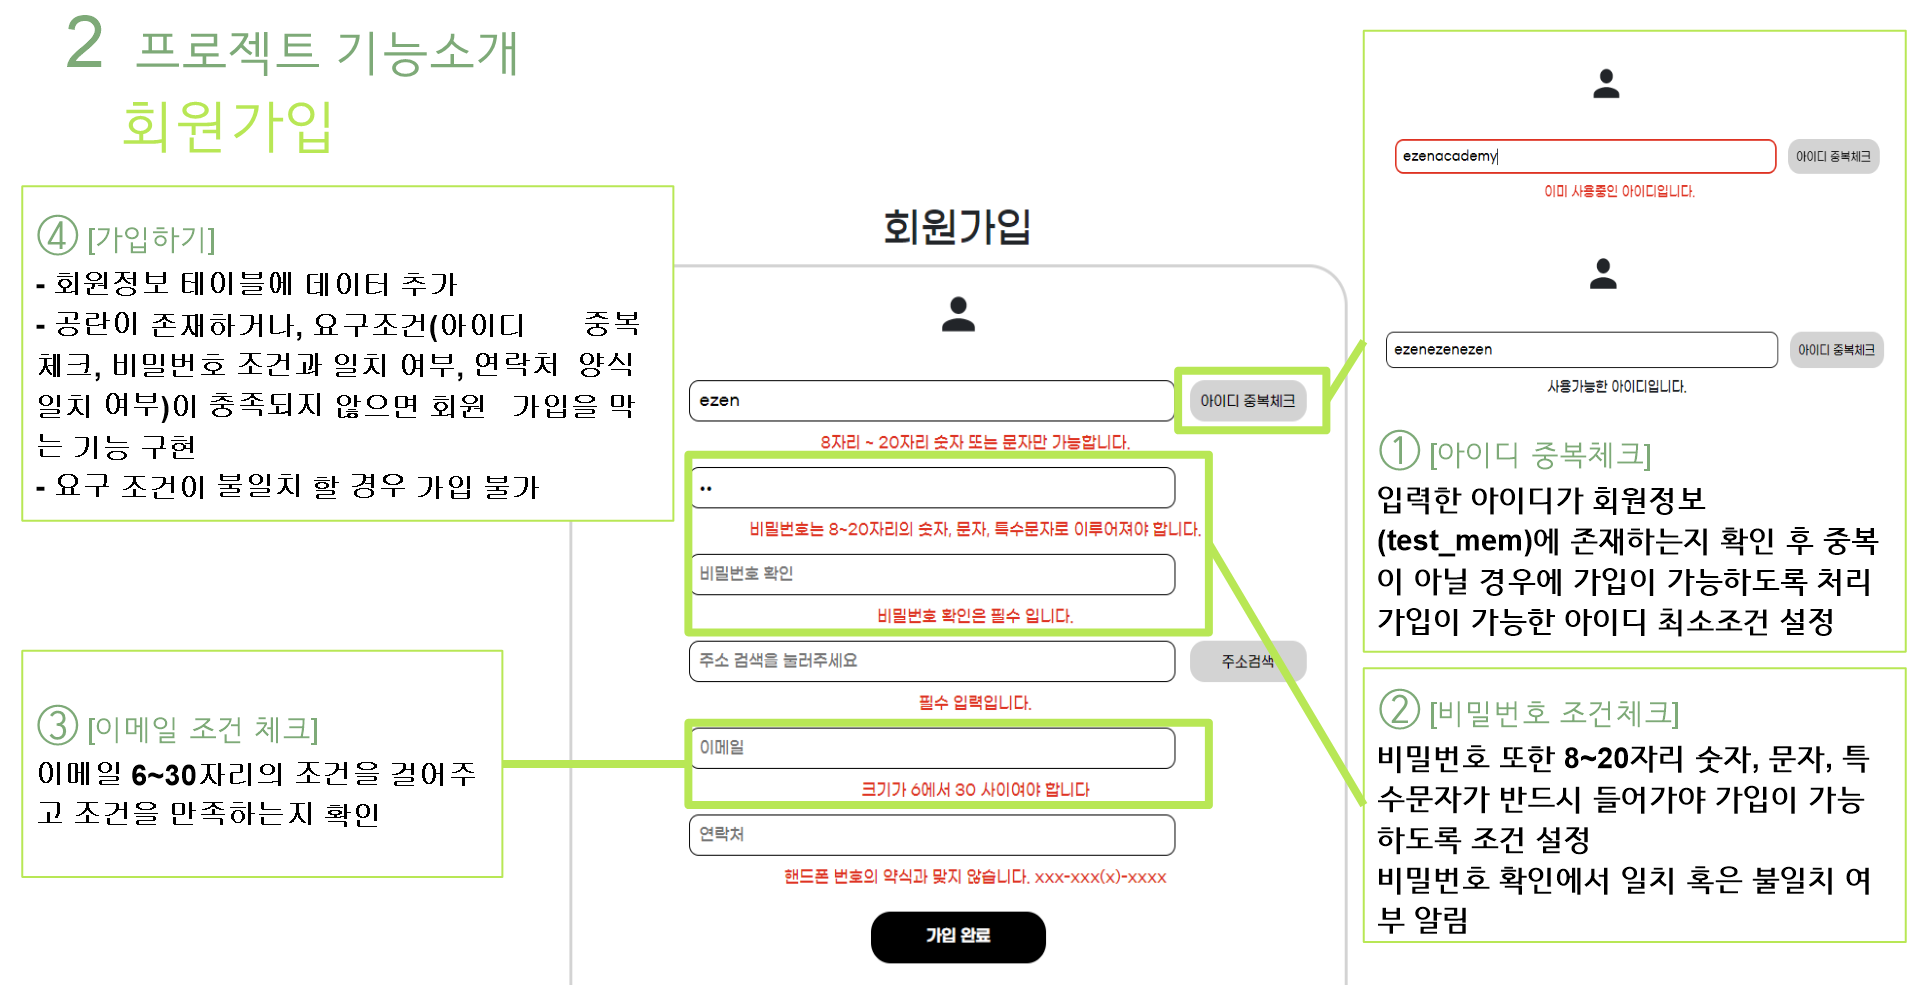 2 프로젝트 기능소개
회원가입
④ [가입하기]
- 회원정보 테이블에 데이터 추가
- 공란이 존재하거나, 요구조건(아이디 중복
체크, 비밀번호 조건과 일치 여부, 연락처 양식
일치 여부)이 충족되지 않으면 회원 가입을 막
는 기능 구현
- 요구 조건이 불일치 할 경우 가입 불가
③ [이메일 조건 체크]
이메일 6~30자리의 조건을 걸어주
고 조건을 만족하는지 확인
회원가입
ezen
아이디 중복체크
8자리 ~ 20자리 숫자 또는 문자만 가능합니다.
••
비밀번호는 8~20자리의 숫자, 문자, 특수문자로 이루어져야 합니다.
비밀번호 확인
비밀번호 확인은 필수 입니다.
주소 검색을 눌러주세요
주소검색
필수 입력입니다.
이메일
크기가 6에서 30 사이여야 합니다
연락처
핸드폰 번호의 약식과 맞지 않습니다. xxx-xxx(x)-xxxx
가입 완료
ezenacademy
아이디 중복체크
이미 사용중인 아이디입니다.
ezenezenezen
아이디 중복체크
사용가능한 아이디입니다.
① [아이디 중복체크]
입력한 아이디가 회원정보
(test_mem)에 존재하는지 확인 후 중복
이 아닐 경우에 가입이 가능하도록 처리
가입이 가능한 아이디 최소조건 설정
② [비밀번호 조건체크]
비밀번호 또한 8~20자리 숫자, 문자, 특
수문자가 반드시 들어가야 가입이 가능
하도록 조건 설정
비밀번호 확인에서 일치 혹은 불일치 여
부 알림